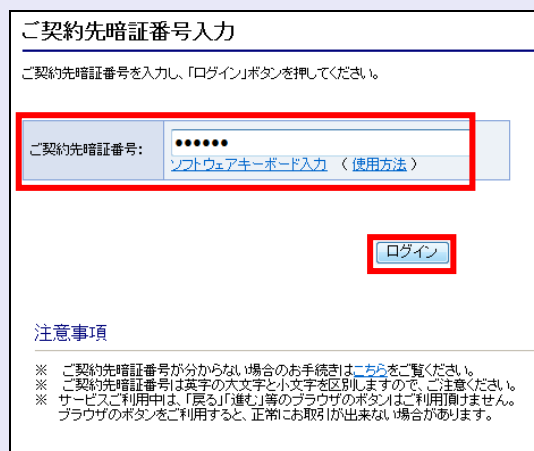 ご契約先暗証番号入力
ご契約先暗証番号を入力し、「ログイン」ボタンを押してください。
ご契約先暗証番号: ●●●●●●
ソフトウェアキーボード入力 （使用方法）
ログイン
注意事項
※ ご契約先暗証番号が分からない場合のお手続きはこちらをご覧ください。
※ ご契約先暗証番号は英字の大文字と小文字を区別しますので、ご注意ください。
※ サービスご利用中は、「戻る」「進む」等のブラウザのボタンはご利用頂けません。
ブラウザのボタンをご利用すると、正常にお取引が出来ない場合があります。